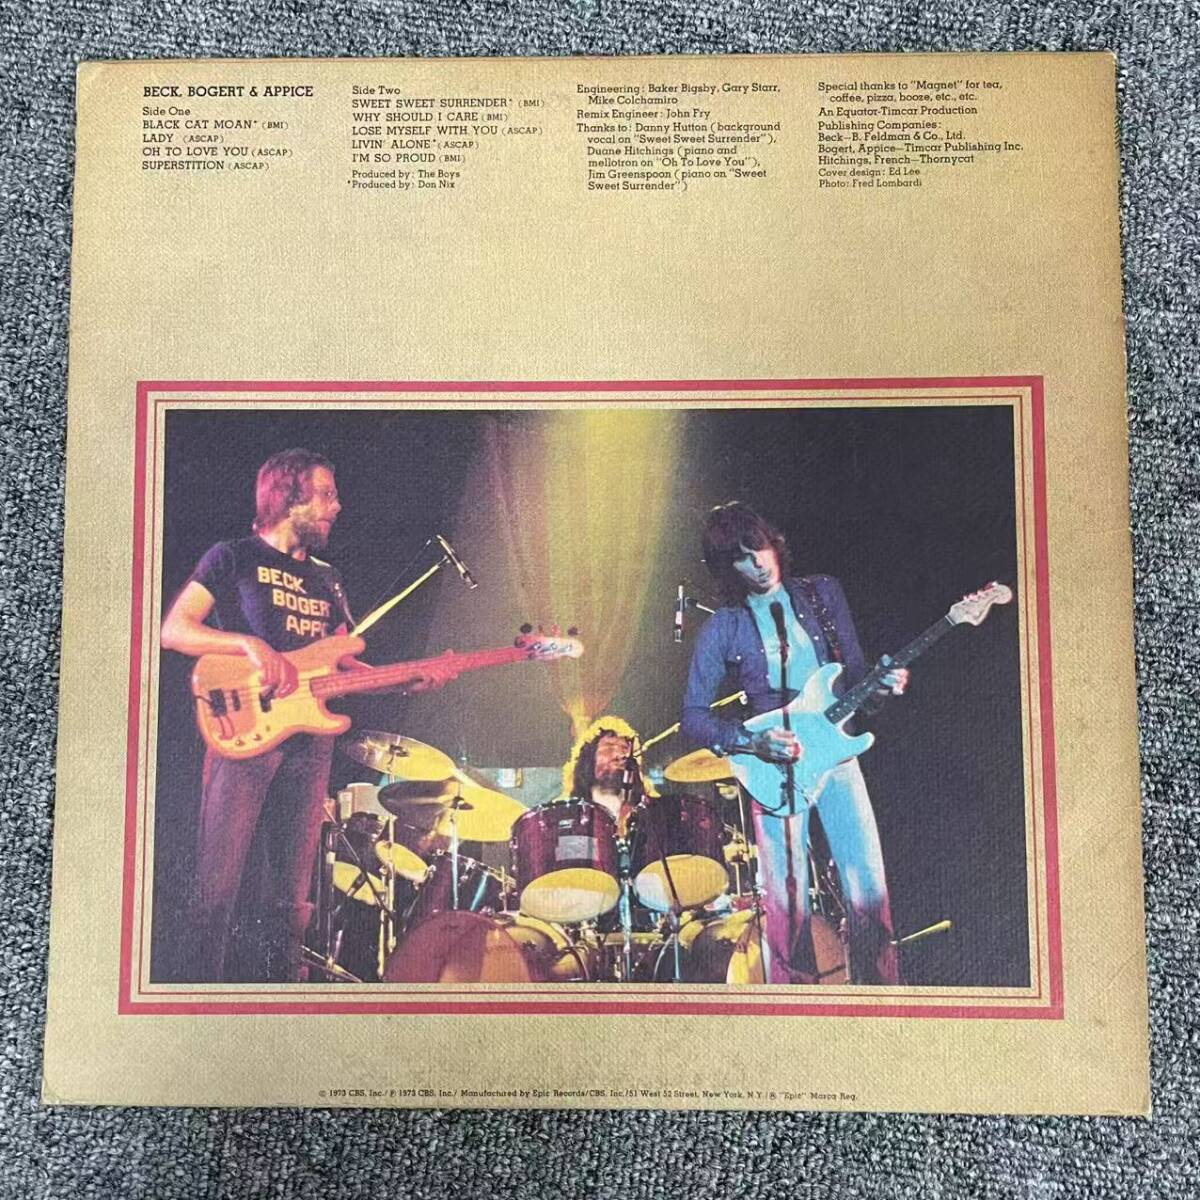 BECK, BOGERT & APPICE
Side One
BLACK CAT MOAN* (BMI)
LADY (ASCAP)
OH TO LOVE YOU (ASCAP)
SUPERSTITION (ASCAP)
Side Two
SWEET SWEET SURRENDER* (BMI)
WHY SHOULD I CARE (BMI)
LOSE MYSELF WITH YOU (ASCAP)
LIVIN' ALONE* (ASCAP)
I'M SO PROUD (BMI)
Produced by: The Boys
*Produced by: Don Nix
Engineering: Baker Bigsby, Gary Starr,
Mike Colchamiro
Remix Engineer: John Fry
Thanks to: Danny Hutton (background
vocal on "Sweet Sweet Surrender"),
Duane Hitchings (piano and
mellotron on "Oh To Love You"),
Jim Greenspoon (piano on "Sweet
Sweet Surrender")
Special thanks to "Magnet" for tea,
coffee, pizza, booze, etc., etc.
An Equator-Timcar Production
Publishing Companies:
Beck—B. Feldman & Co., Ltd.
Bogert, Appice—Timcar Publishing Inc.
Hitchings, French—Thornycat
Cover design: Ed Lee
Photo: Fred Lombardi
BECK
BOGERT
APPI
© 1973 CBS, Inc./ ℗ 1973 CBS, Inc./ Manufactured by Epic Records/CBS, Inc./51 West 52 Street, New York, N.Y./® "Epic" Marca Reg.